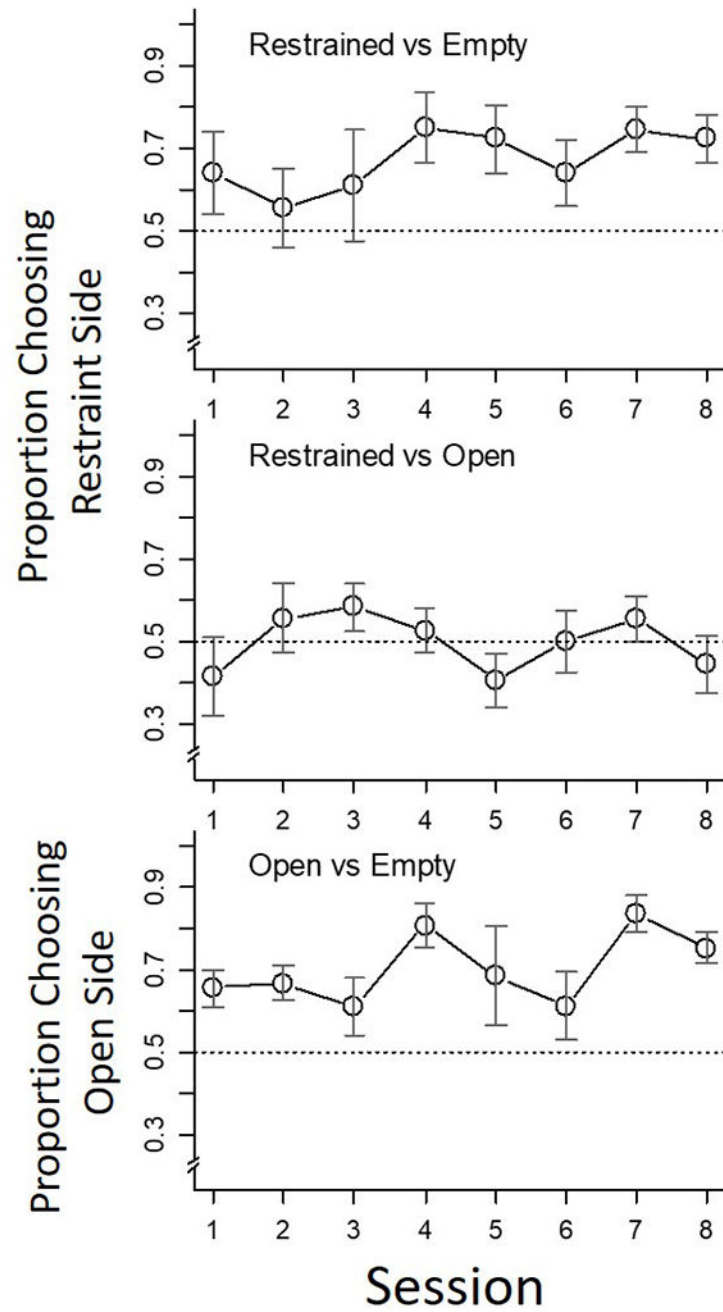 Proportion Choosing
Restraint Side
Restrained vs Empty
0.9
0.7
0.5
0.3
1 2 3 4 5 6 7 8
Restrained vs Open
0.9
0.7
0.5
0.3
1 2 3 4 5 6 7 8
Proportion Choosing
Open Side
Open vs Empty
0.9
0.7
0.5
0.3
1 2 3 4 5 6 7 8
Session